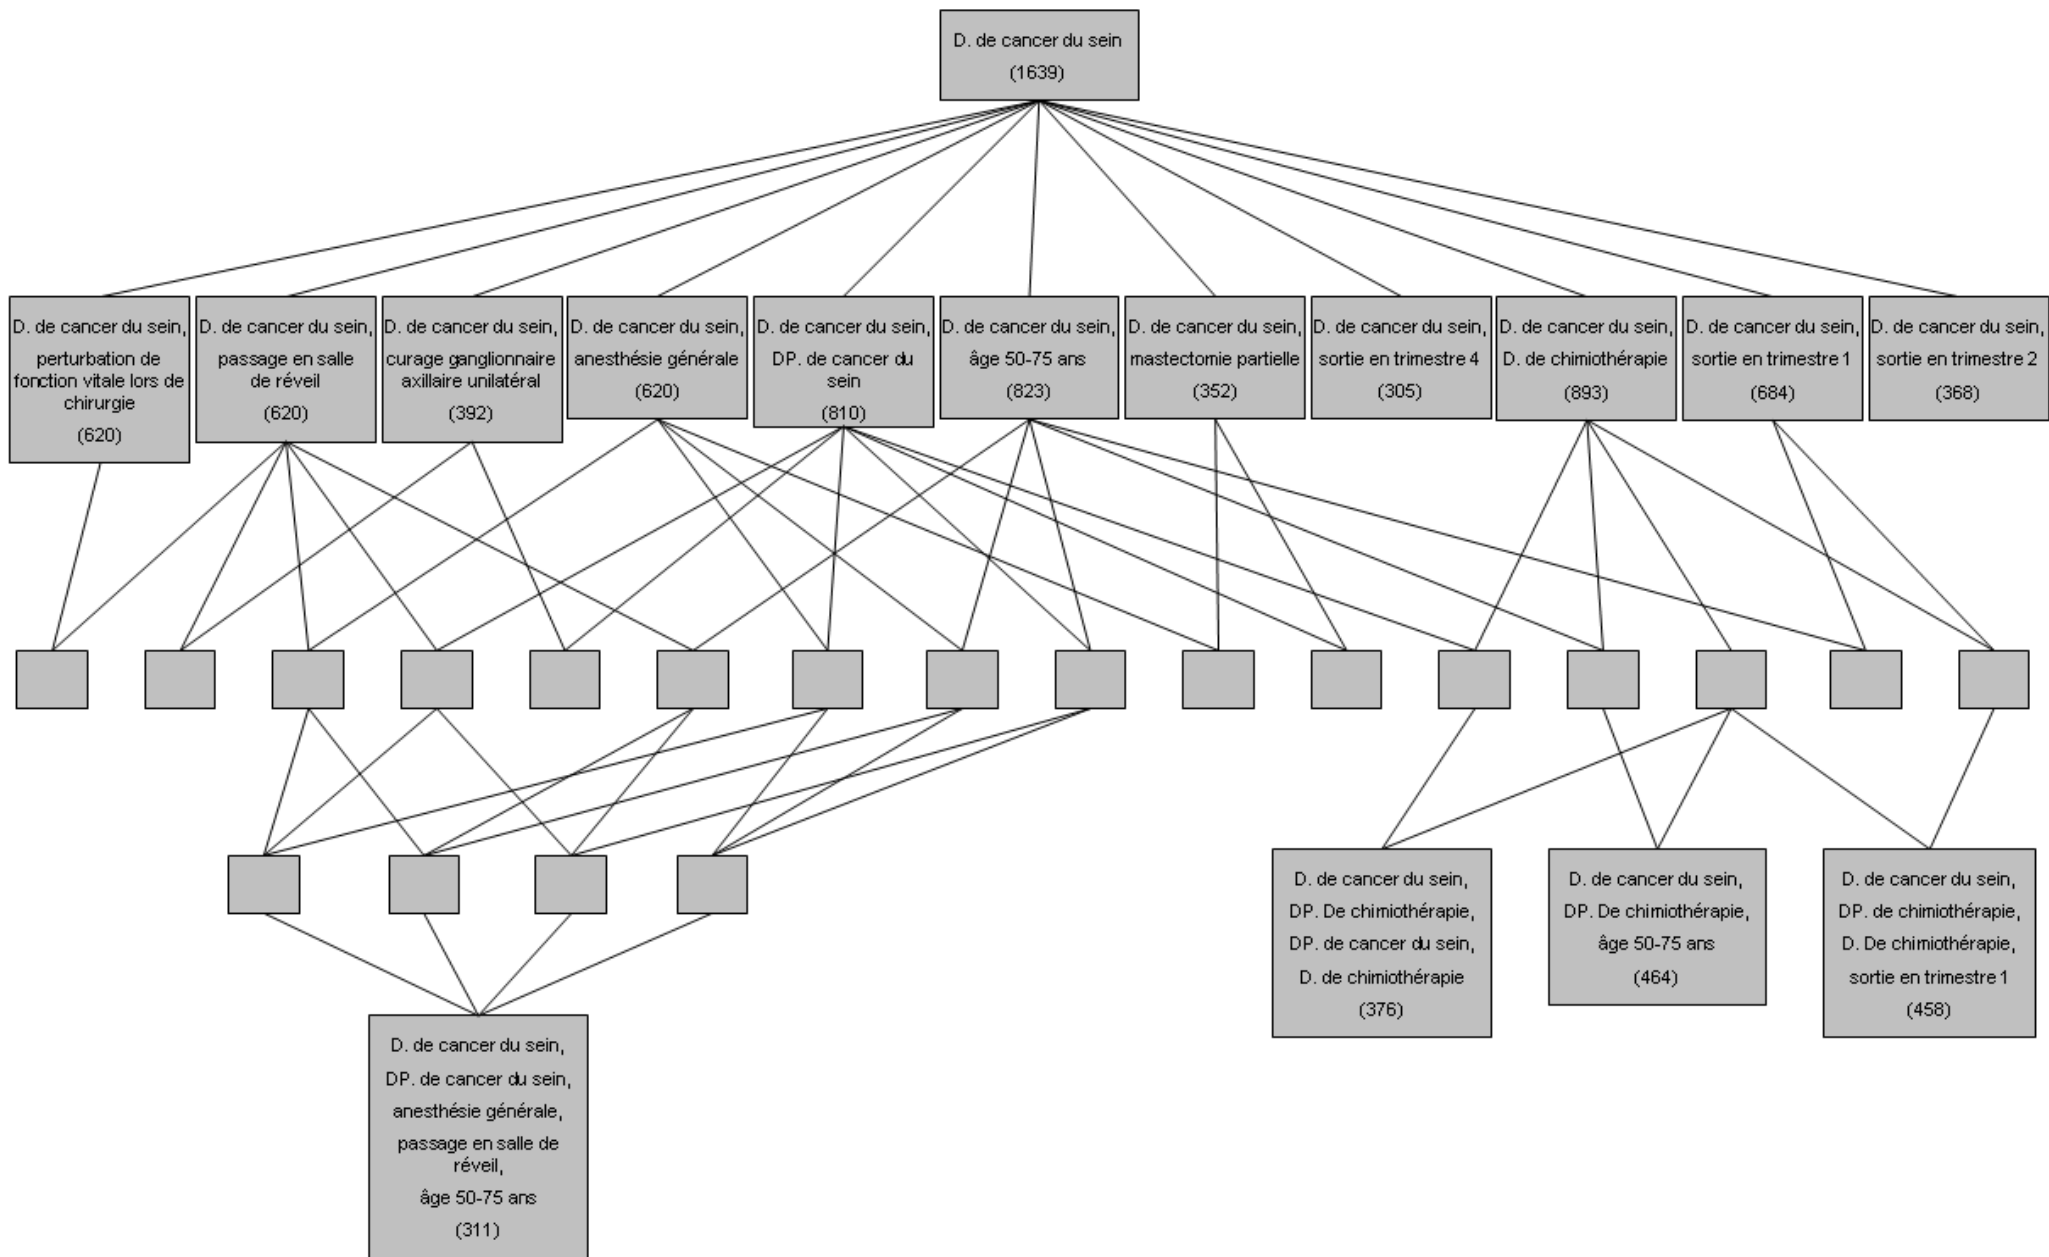 D. de cancer du sein
(1639)
D. de cancer du sein,
perturbation de
fonction vitale lors de
chirurgie
(620)
D. de cancer du sein,
passage en salle
de réveil
(620)
D. de cancer du sein,
curage ganglionnaire
axillaire unilatéral
(392)
D. de cancer du sein,
anesthésie générale
(620)
D. de cancer du sein,
DP. de cancer du
sein
(810)
D. de cancer du sein,
âge 50-75 ans
(823)
D. de cancer du sein,
mastectomie partielle
(352)
D. de cancer du sein,
sortie en trimestre 4
(305)
D. de cancer du sein,
D. de chimiothérapie
(893)
D. de cancer du sein,
sortie en trimestre 1
(684)
D. de cancer du sein,
sortie en trimestre 2
(368)
D. de cancer du sein,
DP. De chimiothérapie,
DP. de cancer du sein,
D. de chimiothérapie
(376)
D. de cancer du sein,
DP. De chimiothérapie,
âge 50-75 ans
(464)
D. de cancer du sein,
DP. de chimiothérapie,
D. De chimiothérapie,
sortie en trimestre 1
(458)
D. de cancer du sein,
DP. de cancer du sein,
anesthésie générale,
passage en salle de
réveil,
âge 50-75 ans
(311)